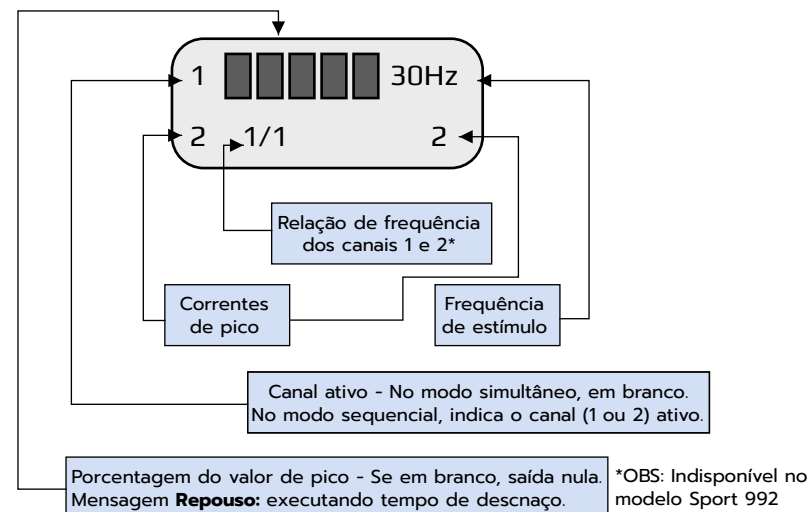 1 30Hz
2 1/1 2
Relação de frequência
dos canais 1 e 2*
Correntes
de pico
Frequência
de estímulo
Canal ativo - No modo simultâneo, em branco.
No modo sequencial, indica o canal (1 ou 2) ativo.
Porcentagem do valor de pico - Se em branco, saída nula.
Mensagem Repouso: executando tempo de descnaço.
*OBS: Indisponível no
modelo Sport 992